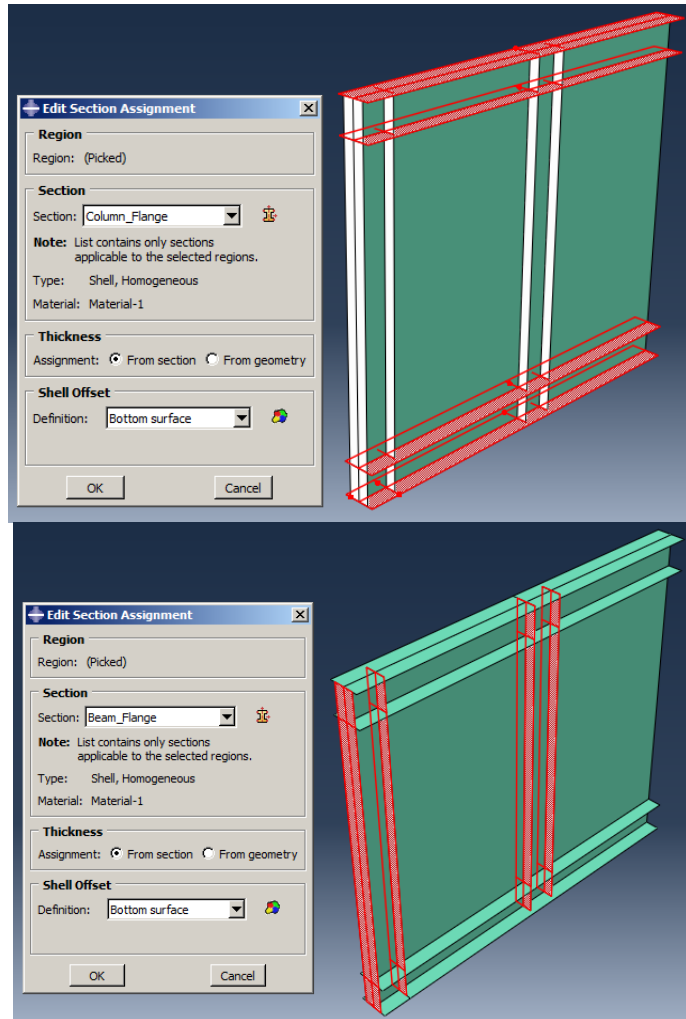 Edit Section Assignment
Region
Region: (Picked)
Section
Section: Column_Flange
Note: List contains only sections
applicable to the selected regions.
Type: Shell, Homogeneous
Material: Material-1
Thickness
Assignment: From section From geometry
Shell Offset
Definition: Bottom surface
OK Cancel
Edit Section Assignment
Region
Region: (Picked)
Section
Section: Beam_Flange
Note: List contains only sections
applicable to the selected regions.
Type: Shell, Homogeneous
Material: Material-1
Thickness
Assignment: From section From geometry
Shell Offset
Definition: Bottom surface
OK Cancel